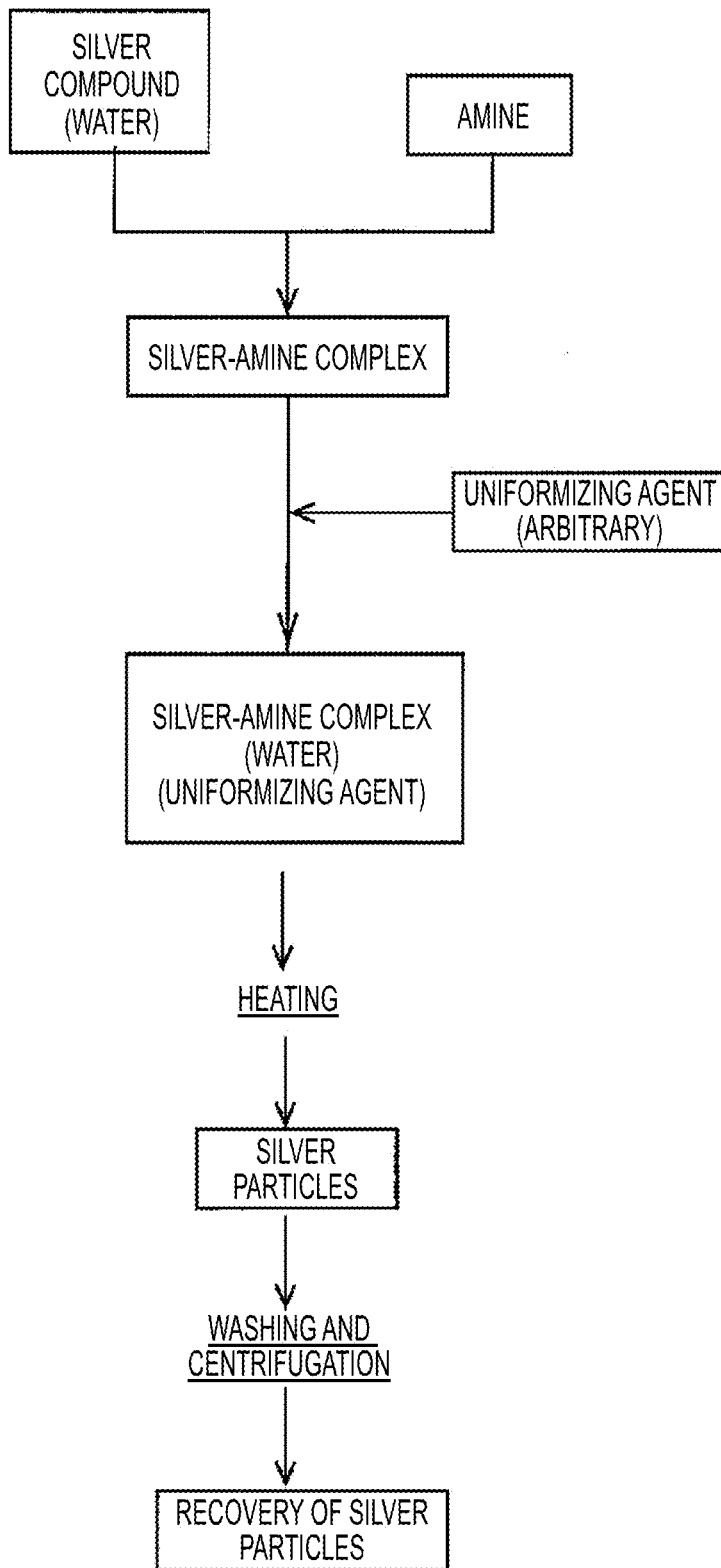 SILVER
COMPOUND
(WATER)
AMINE
SILVER-AMINE COMPLEX
UNIFORMIZING AGENT
(ARBITRARY)
SILVER-AMINE COMPLEX
(WATER)
(UNIFORMIZING AGENT)
HEATING
SILVER
PARTICLES
WASHING AND
CENTRIFUGATION
RECOVERY OF SILVER
PARTICLES